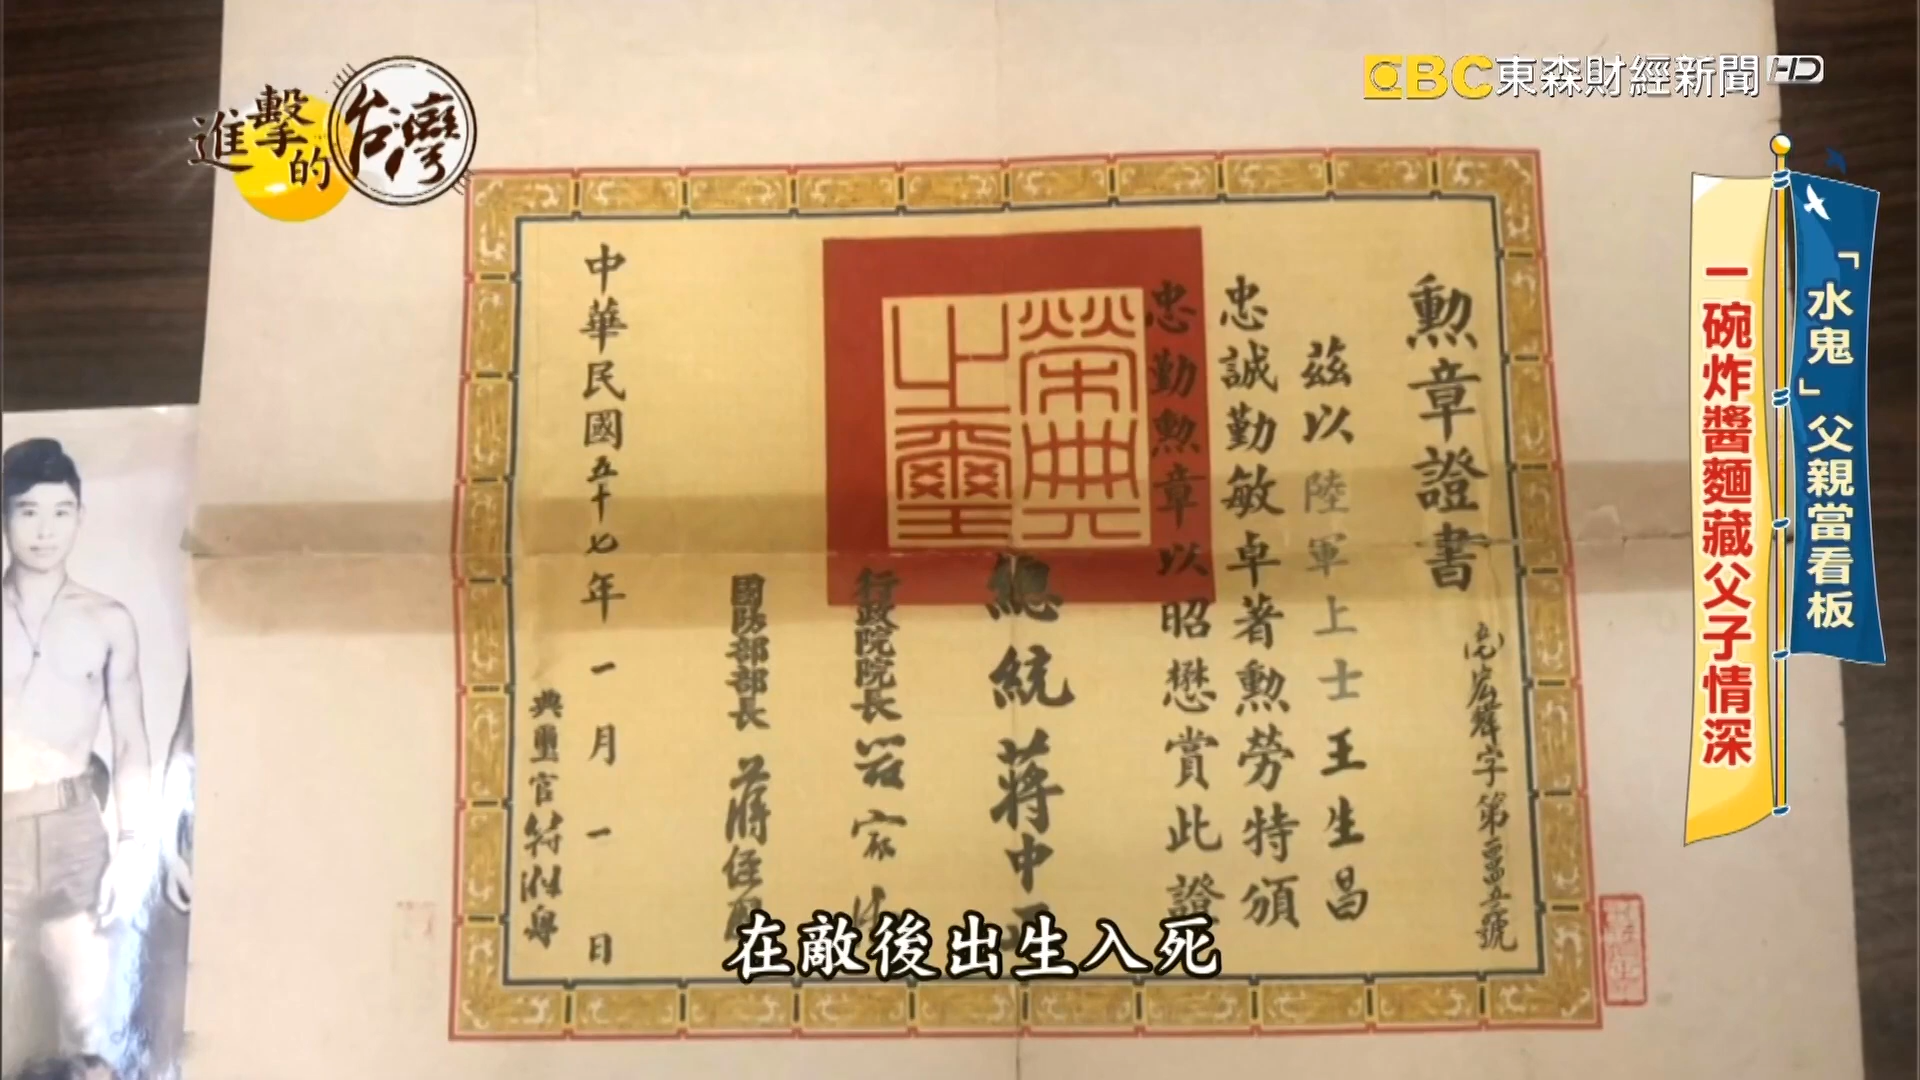 進擊的台灣
EBC東森財經新聞HD
「水鬼」父親當看板
一碗炸醬麵藏父子情深
勳章證書
字第
號
茲以陸軍上士王生昌
忠誠勤敏卓著勳勞特頒
忠勤勳章以昭懋賞此證
榮典之璽
總統蔣中正
行政院院長
國防部部長蔣經國
中華民國五十七年一月一日
典璽官
在敵後出生入死